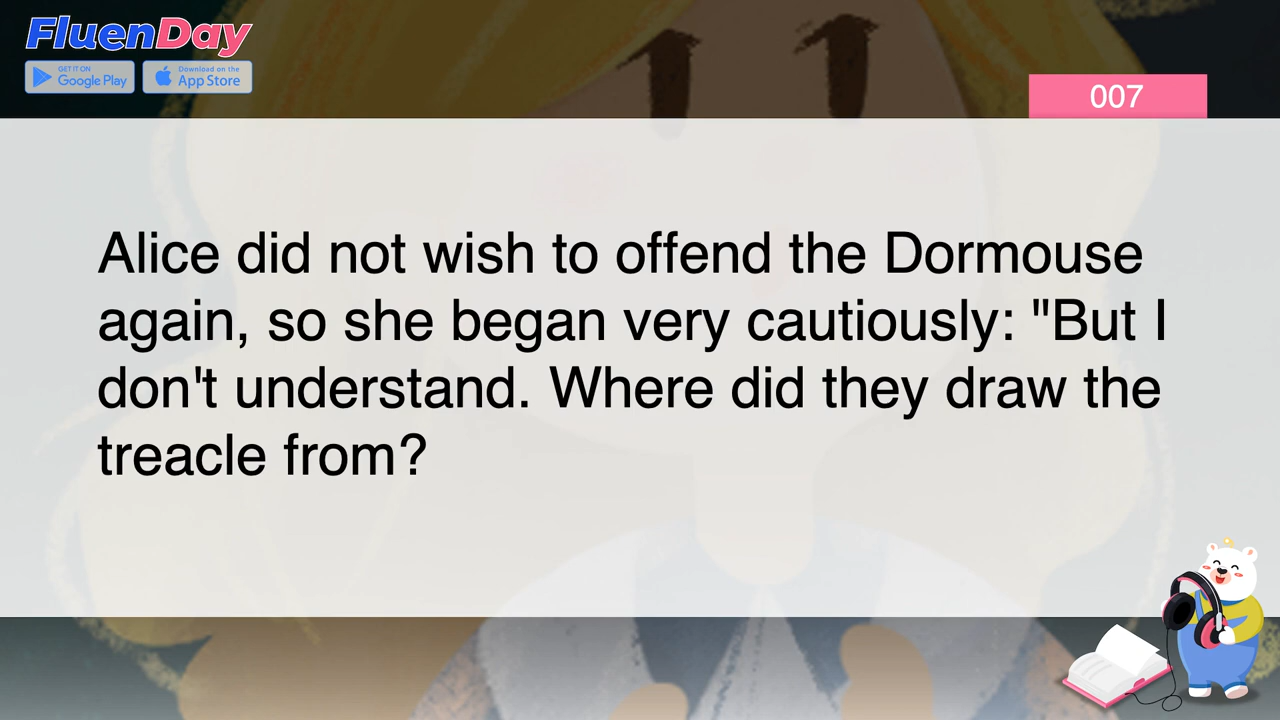 FluenDay
GET IT ON
Google Play
Download on the
App Store
007
Alice did not wish to offend the Dormouse
again, so she began very cautiously: "But I
don't understand. Where did they draw the
treacle from?